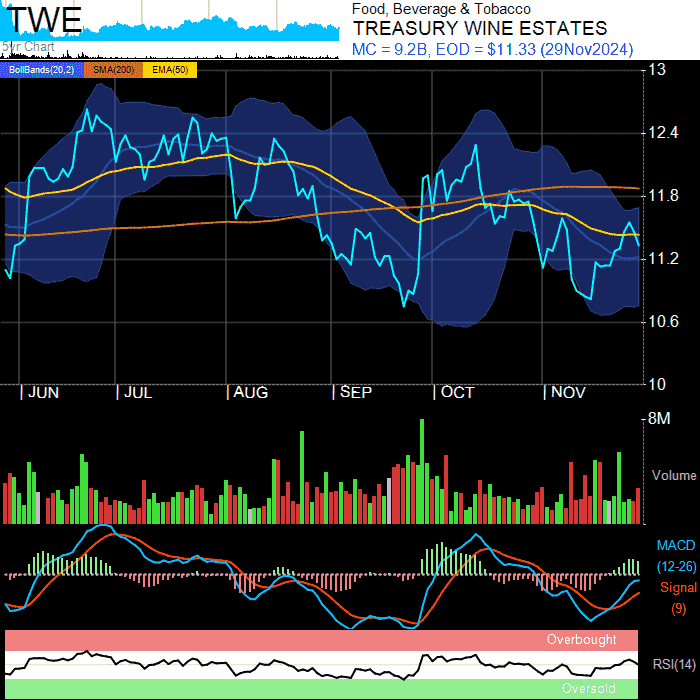 TWE
5yr Chart
Food, Beverage & Tobacco
TREASURY WINE ESTATES
MC = 9.2B, EOD = $11.33 (29Nov2024)
BollBands(20,2) SMA(200) EMA(50)
13
12.4
11.8
11.2
10.6
10
| JUN | JUL | AUG | SEP | OCT | NOV
8M
Volume
MACD
(12-26)
Signal
(9)
Overbought
RSI(14)
Oversold